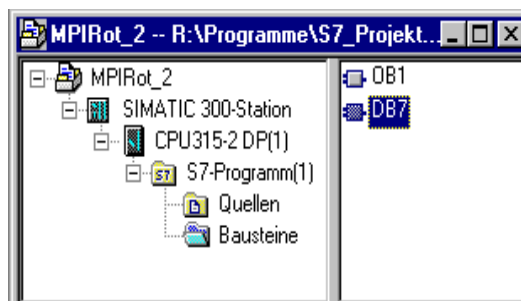 MPIRot_2 -- R:\Programme\S7_Projekt...
MPIRot_2
SIMATIC 300-Station
CPU315-2 DP(1)
S7-Programm(1)
Quellen
Bausteine
OB1
DB7